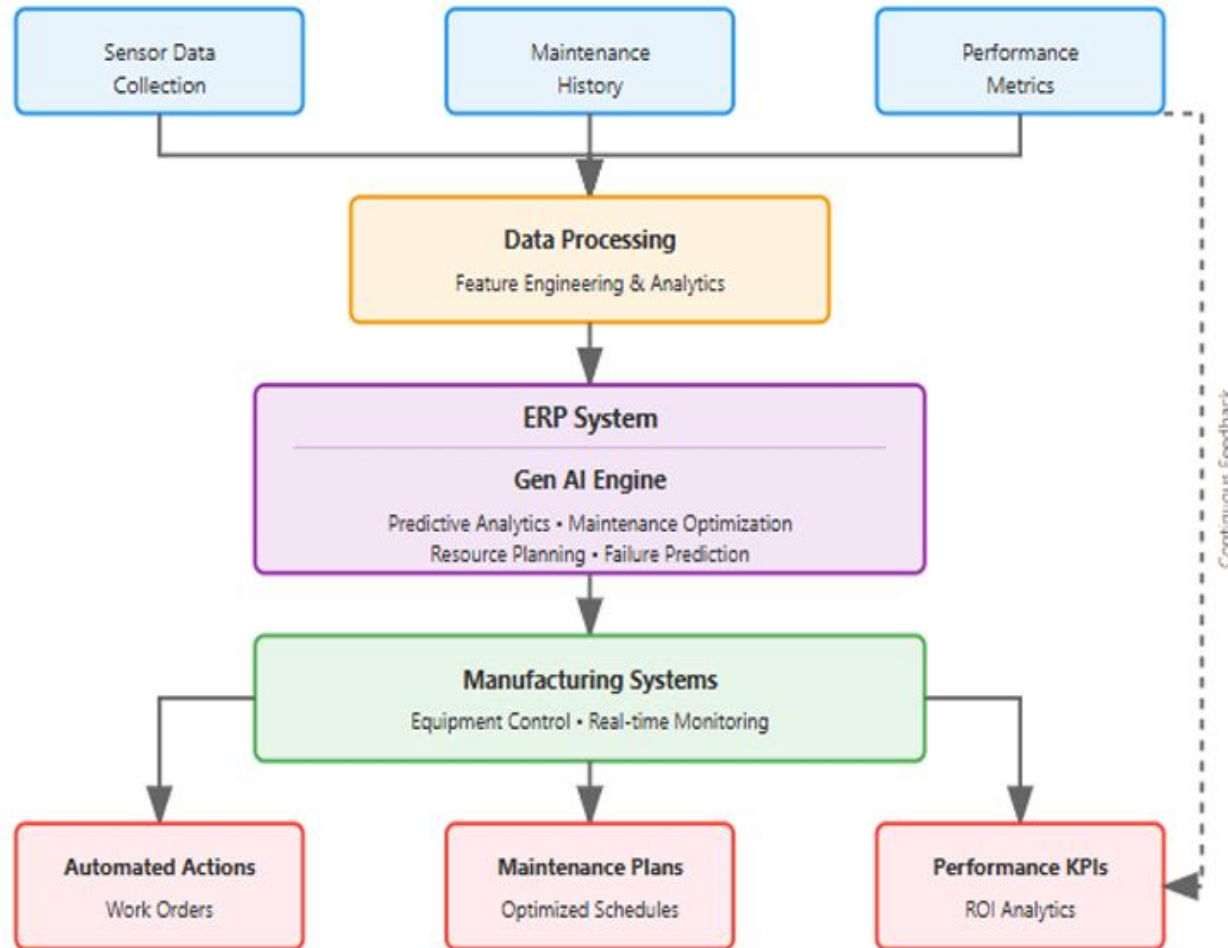 Sensor Data
Collection
Maintenance
History
Performance
Metrics
Data Processing
Feature Engineering & Analytics
ERP System
Gen AI Engine
Predictive Analytics • Maintenance Optimization
Resource Planning • Failure Prediction
Continuous Feedback
Manufacturing Systems
Equipment Control • Real-time Monitoring
Automated Actions
Work Orders
Maintenance Plans
Optimized Schedules
Performance KPIs
ROI Analytics